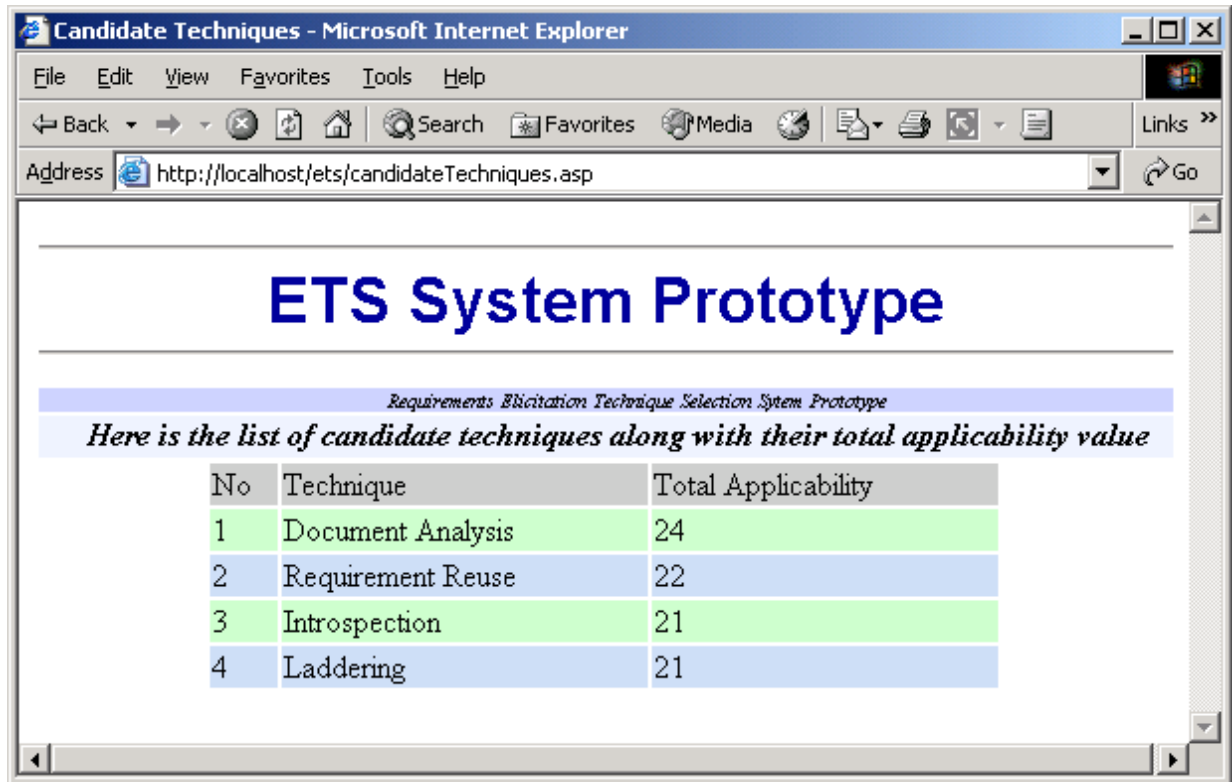 Candidate Techniques - Microsoft Internet Explorer
File Edit View Favorites Tools Help
Back Search Favorites Media Links »
Address http://localhost/ets/candidateTechniques.asp Go
ETS System Prototype
Requirements Elicitation Technique Selection Sytem Prototype
Here is the list of candidate techniques along with their total applicability value
No Technique Total Applicability
1 Document Analysis 24
2 Requirement Reuse 22
3 Introspection 21
4 Laddering 21